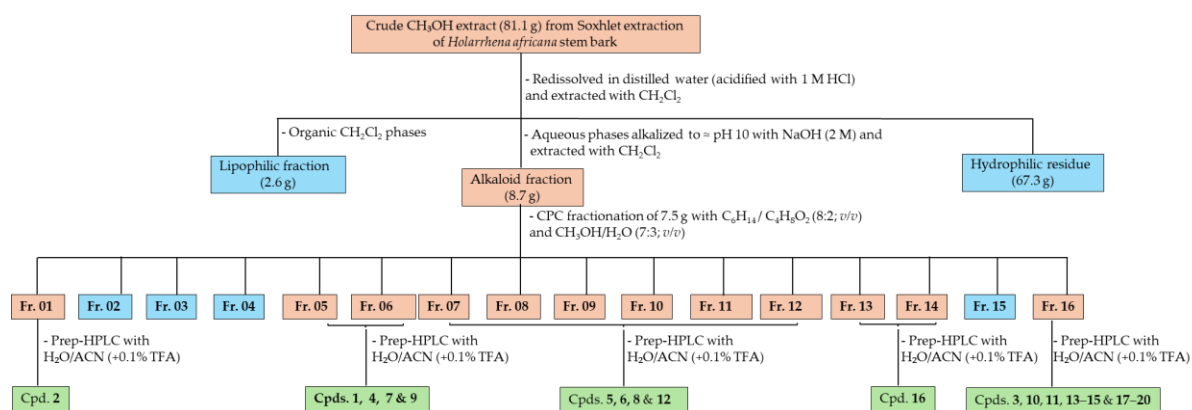 Crude CH₃OH extract (81.1 g) from Soxhlet extraction
of Holarrhena africana stem bark
- Redissolved in distilled water (acidified with 1 M HCl)
and extracted with CH₂Cl₂
- Organic CH₂Cl₂ phases
- Aqueous phases alkalized to ≈ pH 10 with NaOH (2 M) and
extracted with CH₂Cl₂
Lipophilic fraction
(2.6 g)
Alkaloid fraction
(8.7 g)
Hydrophilic residue
(67.3 g)
- CPC fractionation of 7.5 g with C₆H₁₄ / C₄H₈O₂ (8:2; v/v)
and CH₃OH/H₂O (7:3; v/v)
Fr. 01
Fr. 02
Fr. 03
Fr. 04
Fr. 05
Fr. 06
Fr. 07
Fr. 08
Fr. 09
Fr. 10
Fr. 11
Fr. 12
Fr. 13
Fr. 14
Fr. 15
Fr. 16
- Prep-HPLC with
H₂O/ACN (+0.1% TFA)
- Prep-HPLC with
H₂O/ACN (+0.1% TFA)
- Prep-HPLC with
H₂O/ACN (+0.1% TFA)
- Prep-HPLC with
H₂O/ACN (+0.1% TFA)
- Prep-HPLC with
H₂O/ACN (+0.1% TFA)
Cpd. 2
Cpds. 1, 4, 7 & 9
Cpds. 5, 6, 8 & 12
Cpd. 16
Cpds. 3, 10, 11, 13–15 & 17–20